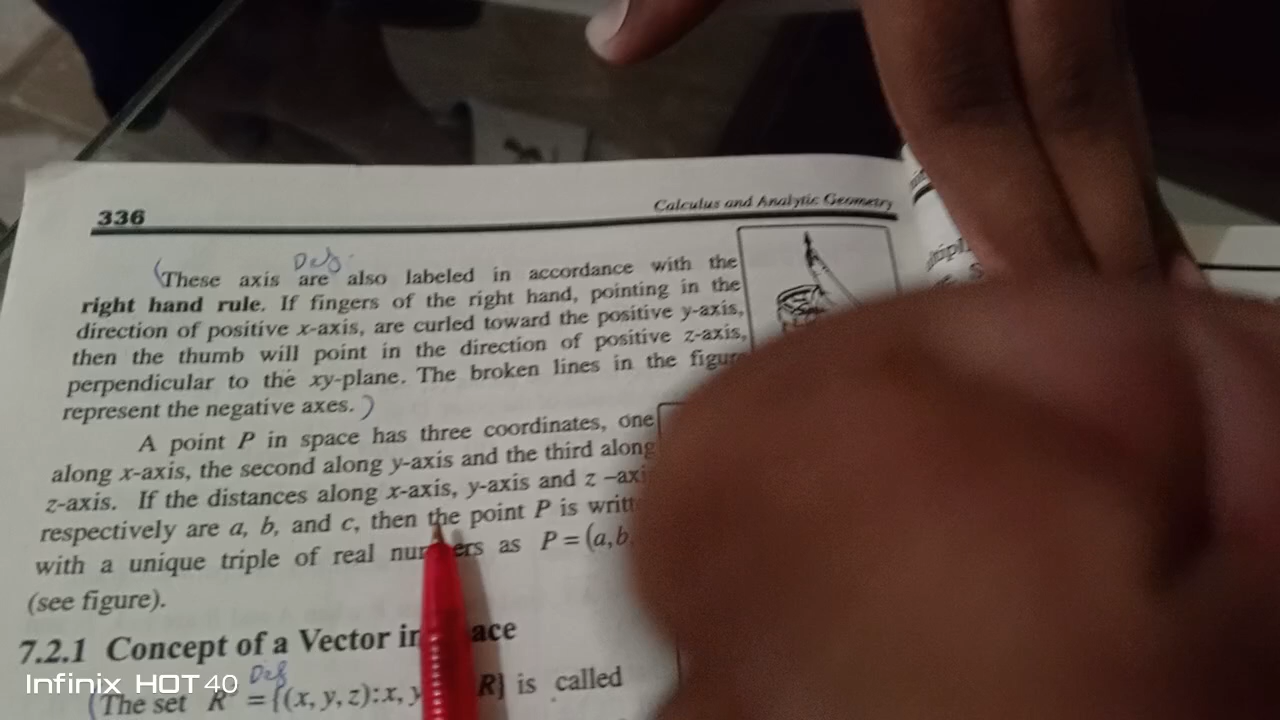 336
Calculus and Analytic Geometry
Def.
(These axis are also labeled in accordance with the
right hand rule. If fingers of the right hand, pointing in the
direction of positive x-axis, are curled toward the positive y-axis,
then the thumb will point in the direction of positive z-axis,
perpendicular to the xy-plane. The broken lines in the figur
represent the negative axes.)
A point P in space has three coordinates, one
along x-axis, the second along y-axis and the third along
z-axis. If the distances along x-axis, y-axis and z –axi
respectively are a, b, and c, then the point P is writt
with a unique triple of real as P = (a, b,
(see figure).
7.2.1 Concept of a Vector in
Def
(The set = {(x, y, z) : x, y R} is called
Infinix HOT 40